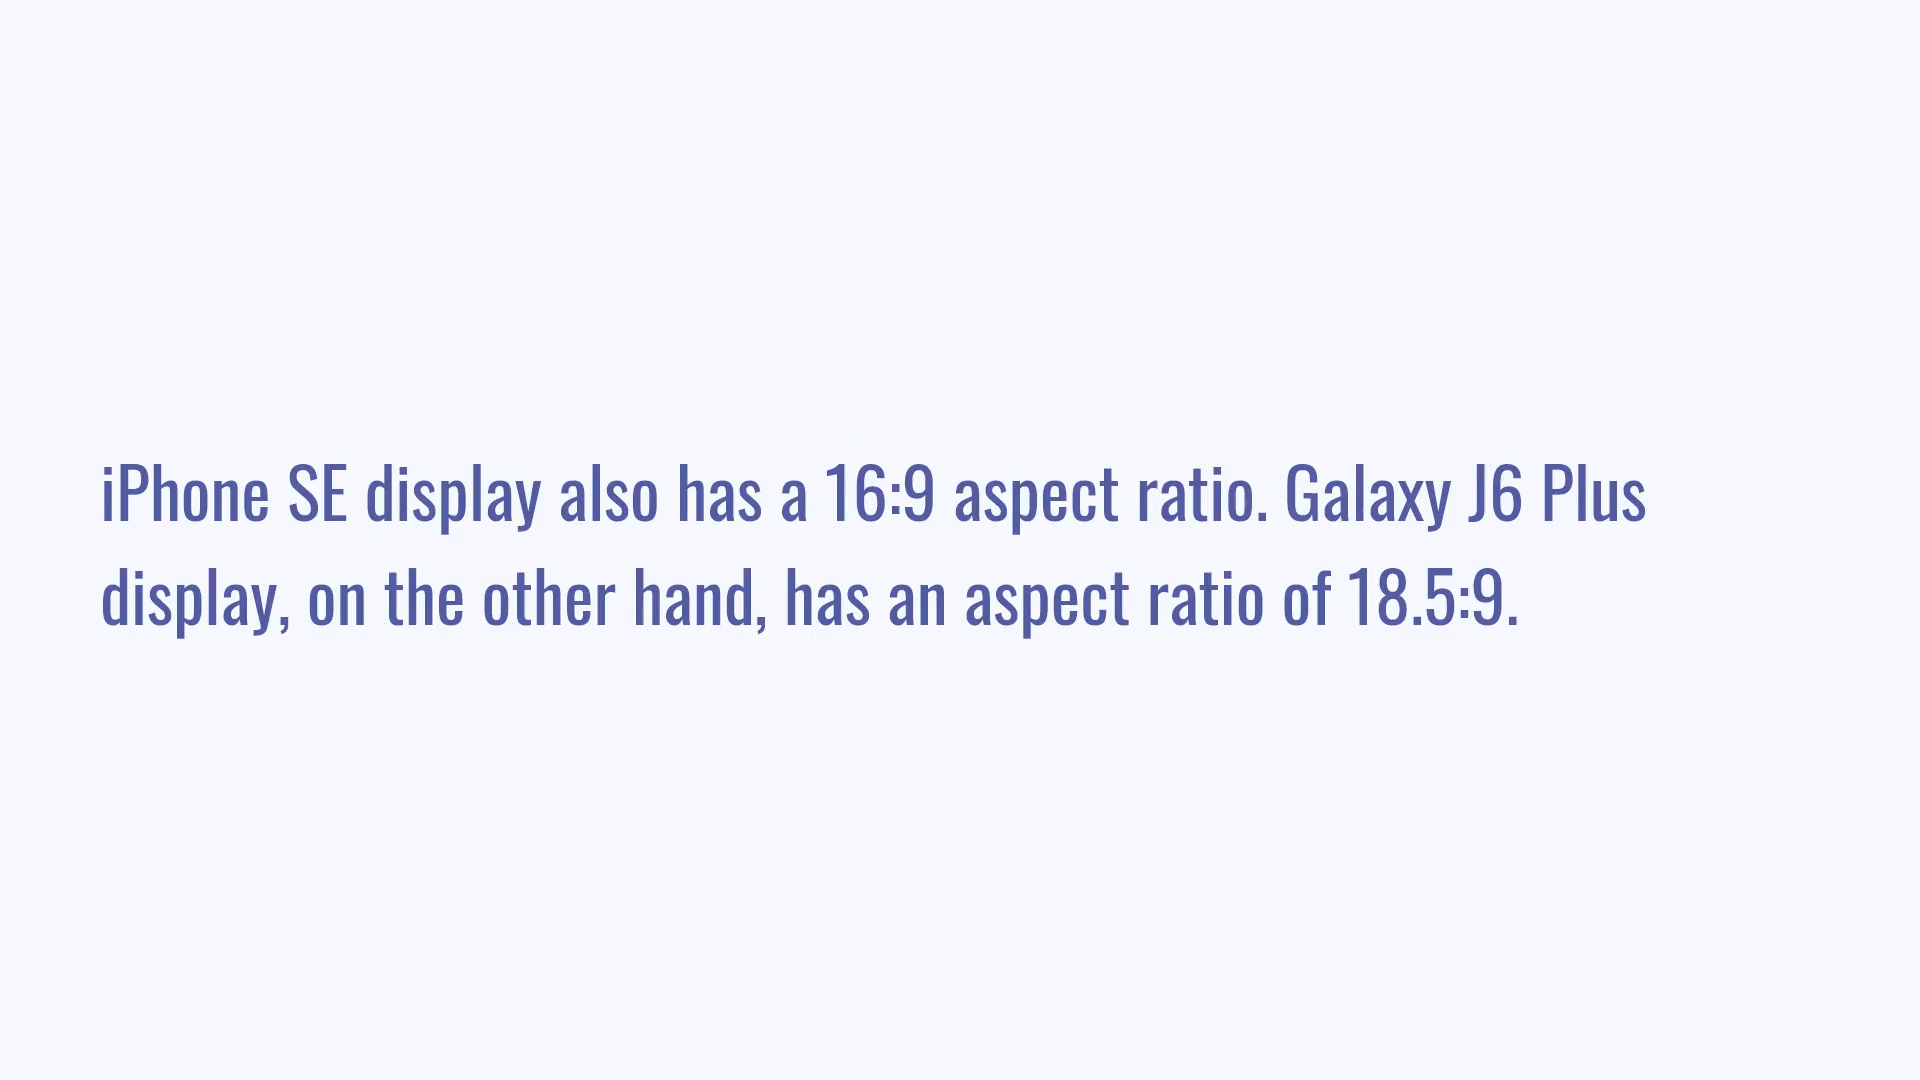 iPhone SE display also has a 16:9 aspect ratio. Galaxy J6 Plus
display, on the other hand, has an aspect ratio of 18.5:9.